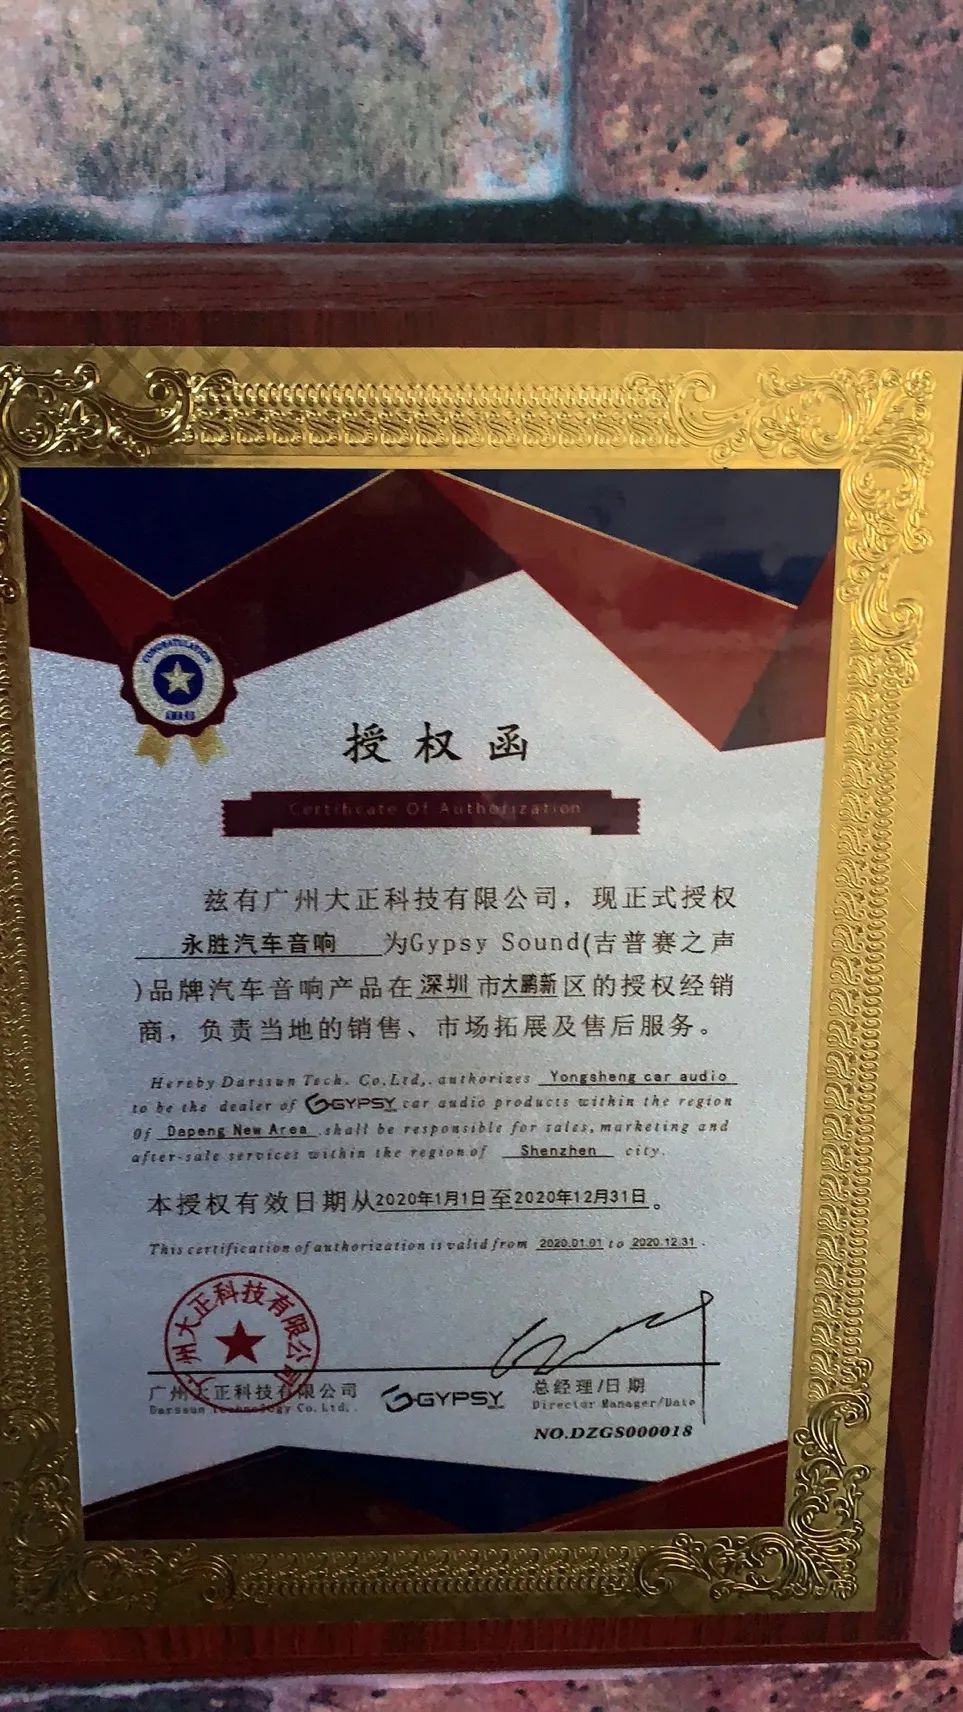 CONGRATULATION
授权函
Certificate Of Authorization
兹有广州大正科技有限公司，现正式授权
永胜汽车音响 为Gypsy Sound(吉普赛之声
)品牌汽车音响产品在深圳市大鹏新区的授权经销
商，负责当地的销售、市场拓展及售后服务。
Hereby Darssun Tech. Co.Ltd,. authorizes Yongsheng car audio
to be the dealer of GYPSY car audio products within the region
Of Dapeng New Area ,shall be responsible for sales, marketing and
after-sale services within the region of Shenzhen city.
本授权有效日期从2020年1月1日至2020年12月31日。
This certification of authorization is valid from 2020.01.01 to 2020.12.31 .
广州大正科技有限公司
广州大正科技有限公司
Darssun Technology Co.Ltd,.
GYPSY
总经理/日期
Director Manager/Date
NO.DZGS000018